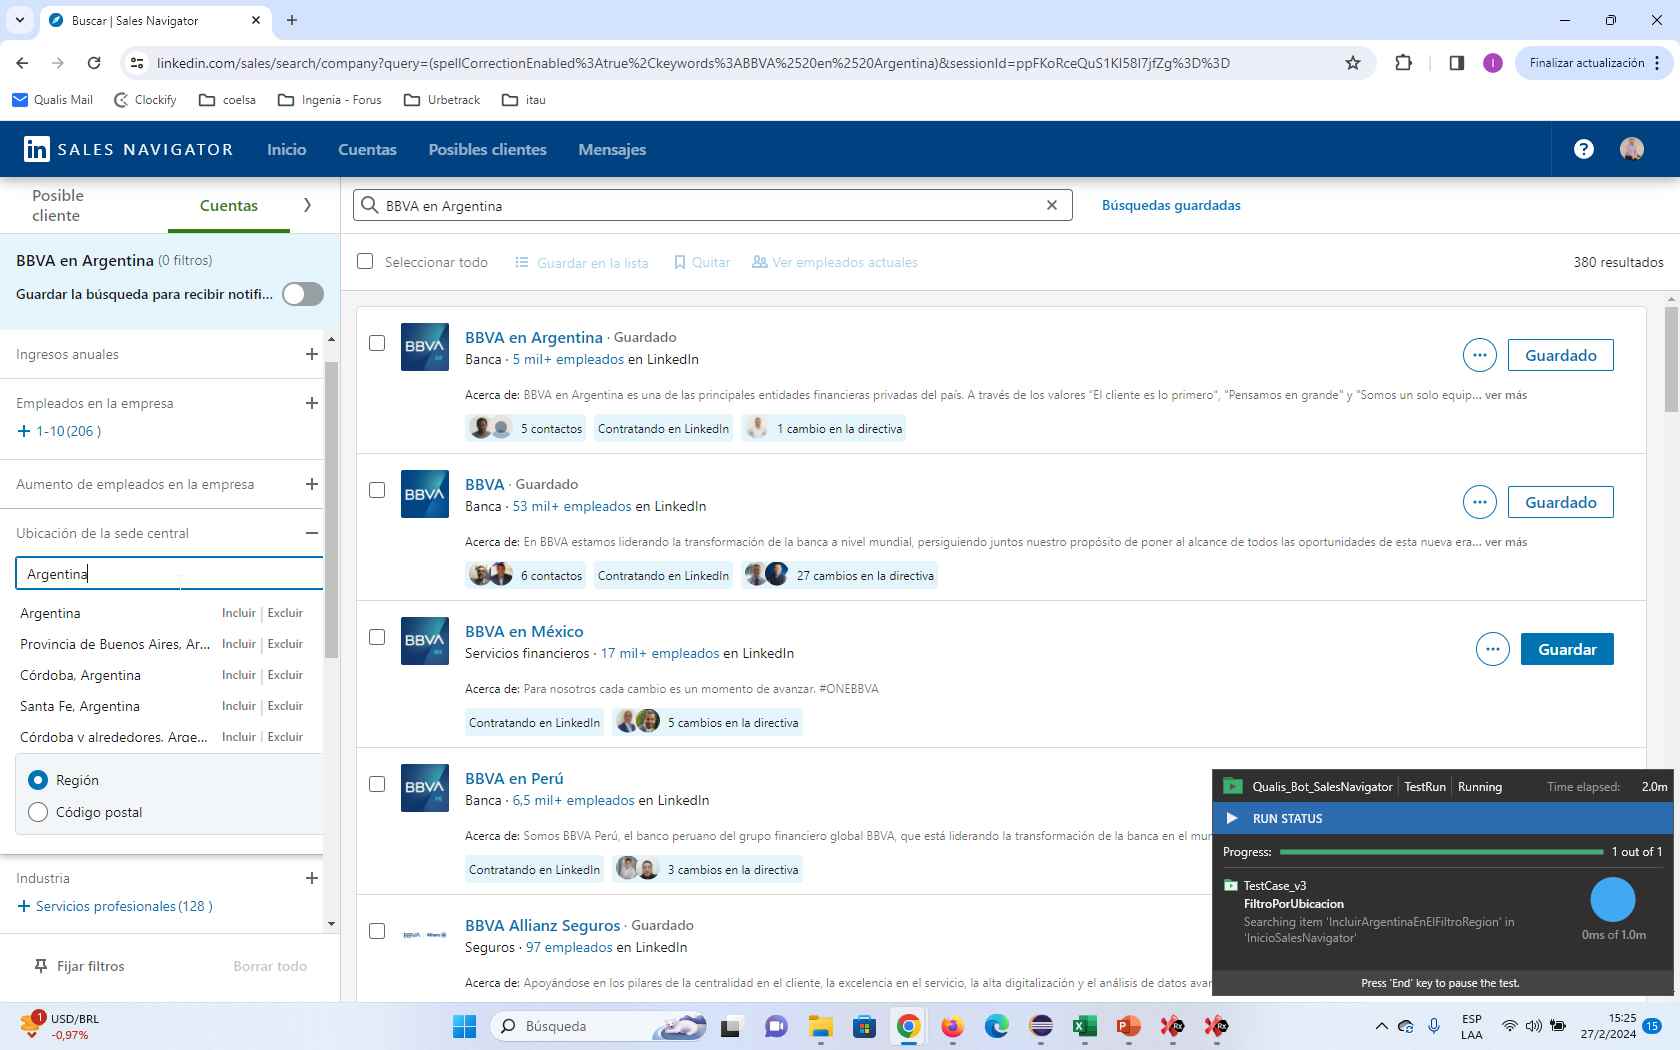 Buscar | Sales Navigator
linkedin.com/sales/search/company?query=(spellCorrectionEnabled%3Atrue%2Ckeywords%3ABBVA%2520en%2520Argentina)&sessionId=ppFKoRceQuS1KI58I7jfZg%3D%3D
I
Finalizar actualización
Qualis Mail
Clockify
coelsa
Ingenia - Forus
Urbetrack
itau
in SALES NAVIGATOR
Inicio
Cuentas
Posibles clientes
Mensajes
?
Posible
cliente
Cuentas
BBVA en Argentina
Búsquedas guardadas
BBVA en Argentina (0 filtros)
Guardar la búsqueda para recibir notifi...
Seleccionar todo
Guardar en la lista
Quitar
Ver empleados actuales
380 resultados
Ingresos anuales
Empleados en la empresa
1-10 (206 )
Aumento de empleados en la empresa
Ubicación de la sede central
Argentina
Argentina Incluir | Excluir
Provincia de Buenos Aires, Ar... Incluir | Excluir
Córdoba, Argentina Incluir | Excluir
Santa Fe, Argentina Incluir | Excluir
Córdoba y alrededores, Arge... Incluir | Excluir
Región
Código postal
Industria
Servicios profesionales (128 )
Fijar filtros
Borrar todo
BBVA
BBVA en Argentina · Guardado
Banca · 5 mil+ empleados en LinkedIn
Guardado
Acerca de: BBVA en Argentina es una de las principales entidades financieras privadas del país. A través de los valores "El cliente es lo primero", "Pensamos en grande" y "Somos un solo equip... ver más
5 contactos
Contratando en LinkedIn
1 cambio en la directiva
BBVA
BBVA · Guardado
Banca · 53 mil+ empleados en LinkedIn
Guardado
Acerca de: En BBVA estamos liderando la transformación de la banca a nivel mundial, persiguiendo juntos nuestro propósito de poner al alcance de todos las oportunidades de esta nueva era... ver más
6 contactos
Contratando en LinkedIn
27 cambios en la directiva
BBVA
BBVA en México
Servicios financieros · 17 mil+ empleados en LinkedIn
Guardar
Acerca de: Para nosotros cada cambio es un momento de avanzar. #ONEBBVA
Contratando en LinkedIn
5 cambios en la directiva
BBVA
BBVA en Perú
Banca · 6,5 mil+ empleados en LinkedIn
Acerca de: Somos BBVA Perú, el banco peruano del grupo financiero global BBVA, que está liderando la transformación de la banca en el mun
Contratando en LinkedIn
3 cambios en la directiva
BBVA Allianz
BBVA Allianz Seguros · Guardado
Seguros · 97 empleados en LinkedIn
Acerca de: Apoyándose en los pilares de la centralidad en el cliente, la excelencia en el servicio, la alta digitalización y el análisis de datos avan
Qualis_Bot_SalesNavigator
TestRun
Running
Time elapsed: 2.0m
RUN STATUS
Progress: 1 out of 1
TestCase_v3
FiltroPorUbicacion
Searching item 'IncluirArgentinaEnElFiltroRegion' in
'InicioSalesNavigator'
0ms of 1.0m
Press 'End' key to pause the test.
1
USD/BRL
-0,97%
Búsqueda
ESP
LAA
15:25
27/2/2024
15